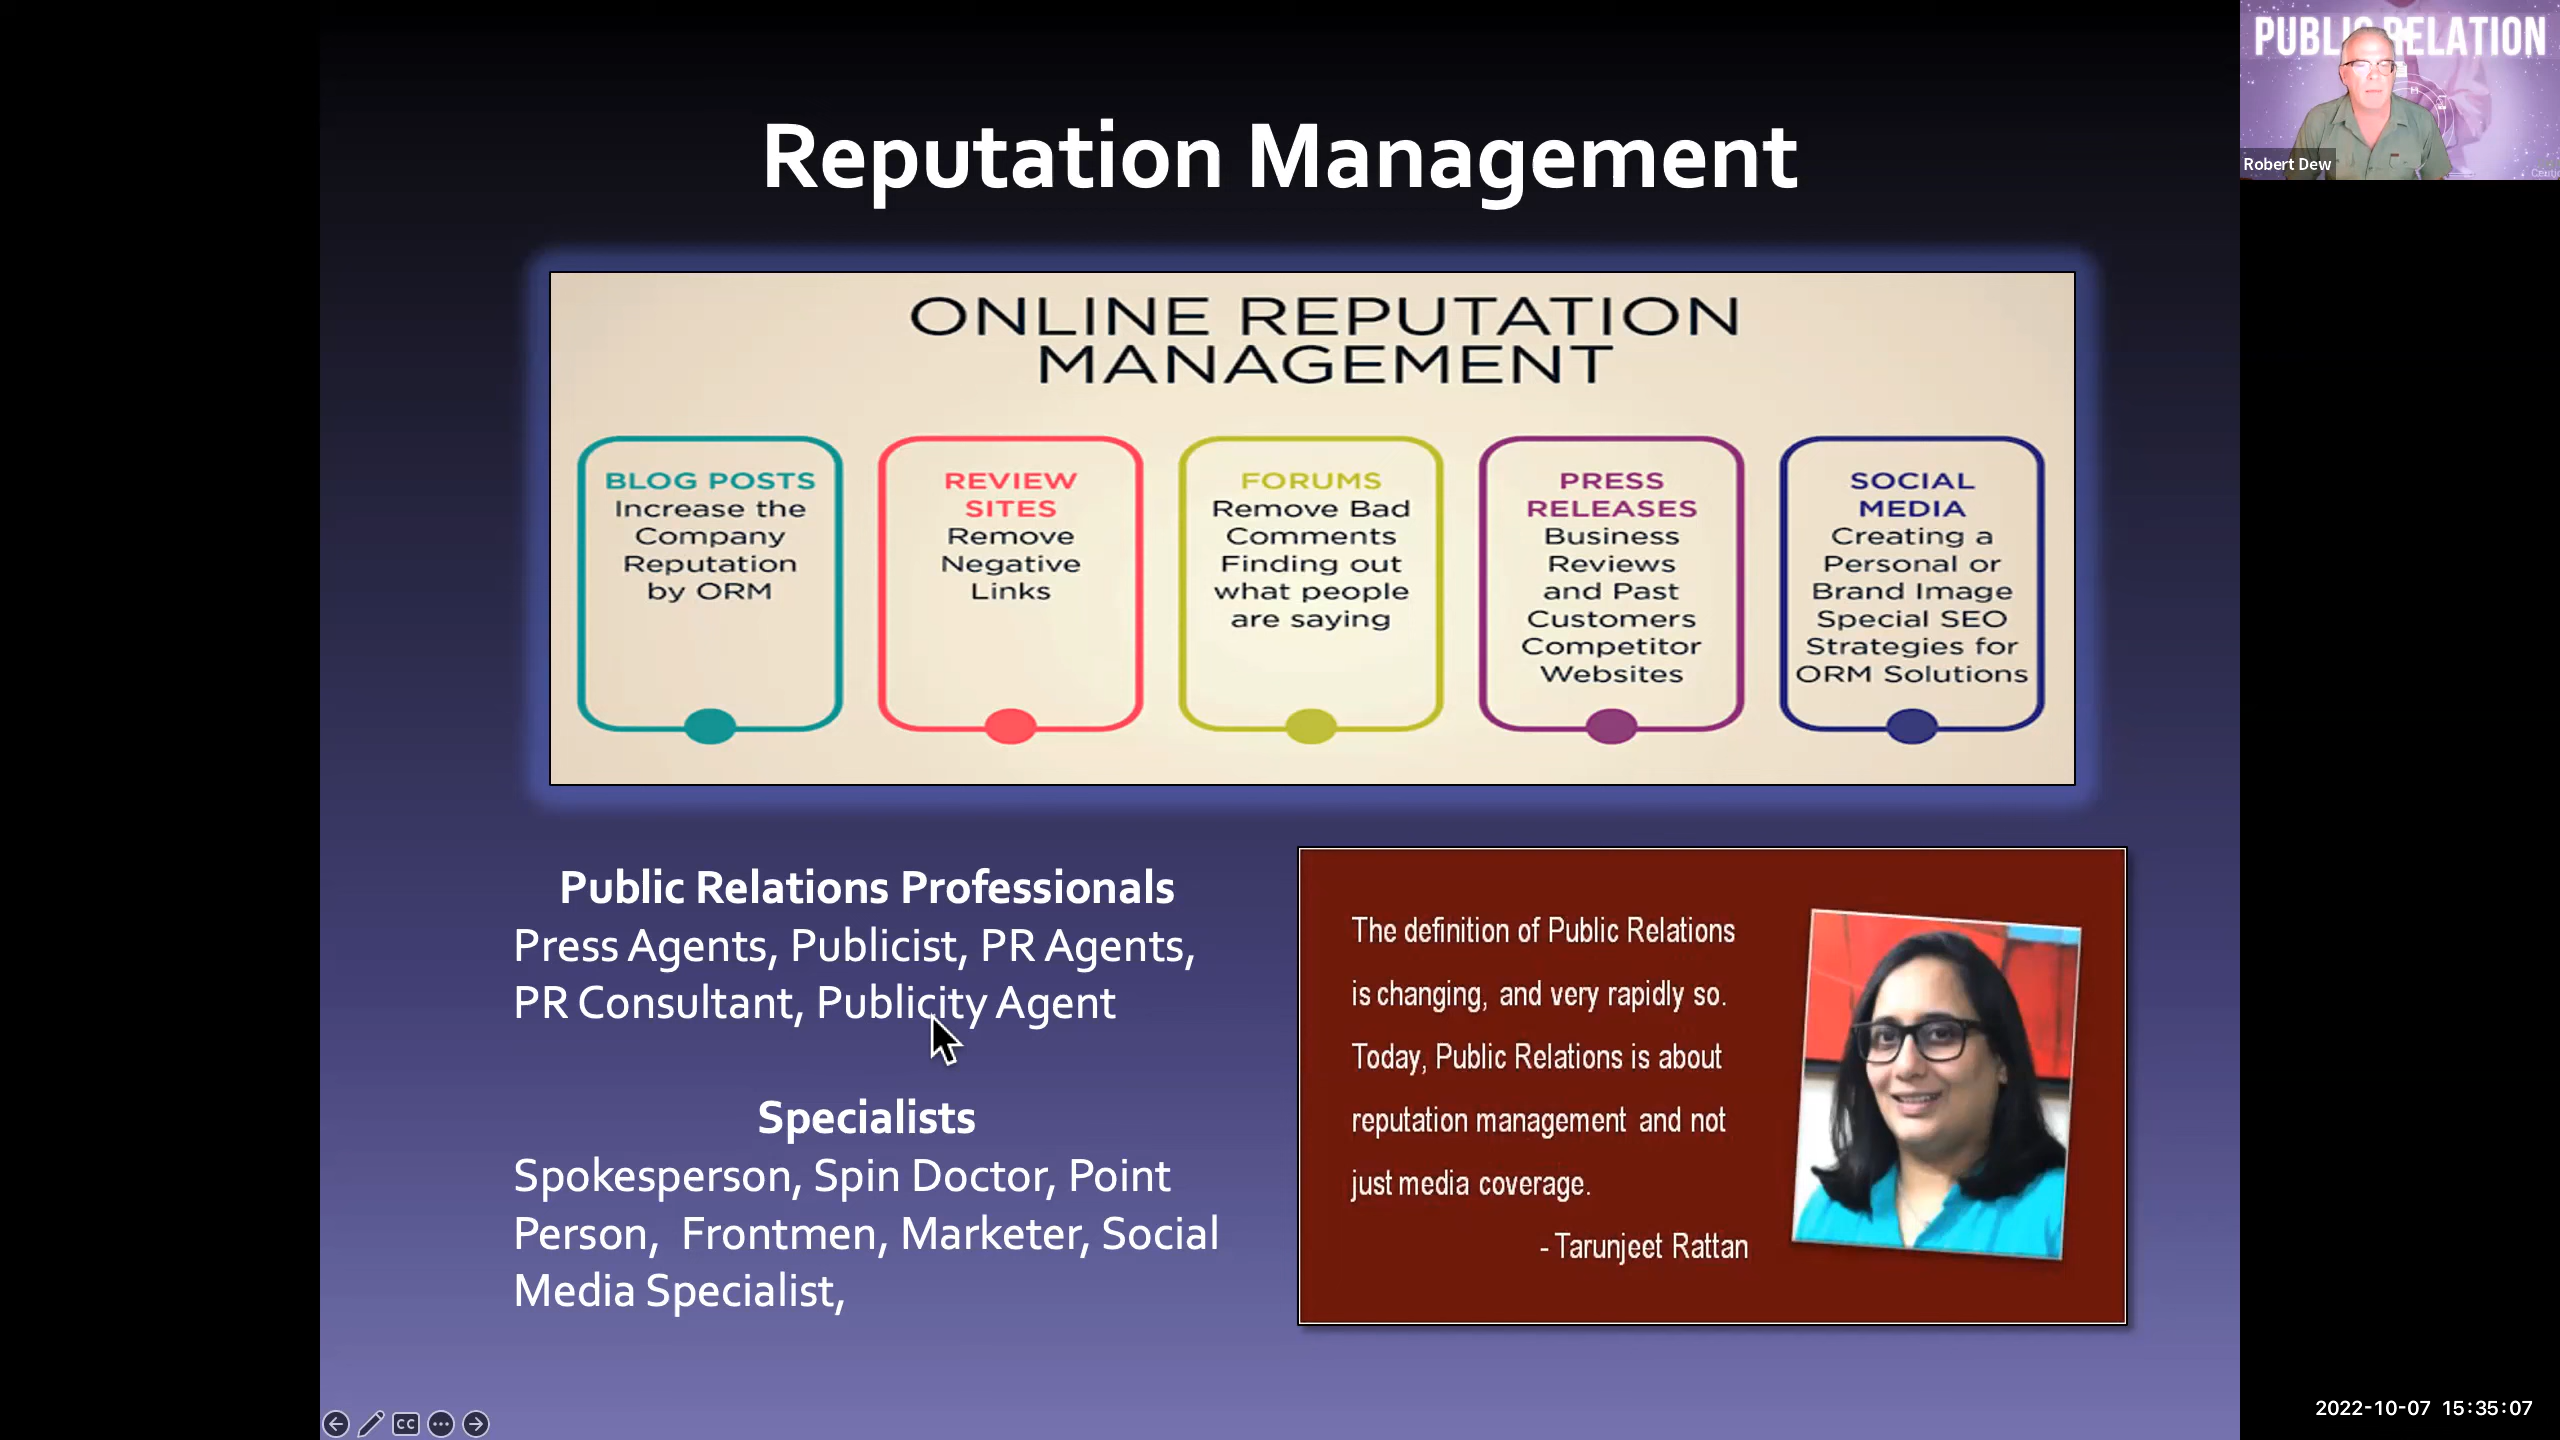 Reputation Management
ONLINE REPUTATION
MANAGEMENT
BLOG POSTS
Increase the
Company
Reputation
by ORM
REVIEW
SITES
Remove
Negative
Links
FORUMS
Remove Bad
Comments
Finding out
what people
are saying
PRESS
RELEASES
Business
Reviews
and Past
Customers
Competitor
Websites
SOCIAL
MEDIA
Creating a
Personal or
Brand Image
Special SEO
Strategies for
ORM Solutions
Public Relations Professionals
Press Agents, Publicist, PR Agents,
PR Consultant, Publicity Agent
Specialists
Spokesperson, Spin Doctor, Point
Person, Frontmen, Marketer, Social
Media Specialist,
The definition of Public Relations
is changing, and very rapidly so.
Today, Public Relations is about
reputation management and not
just media coverage.
- Tarunjeet Rattan
RELATION
Robert Dew
CC
2022-10-07 15:35:07